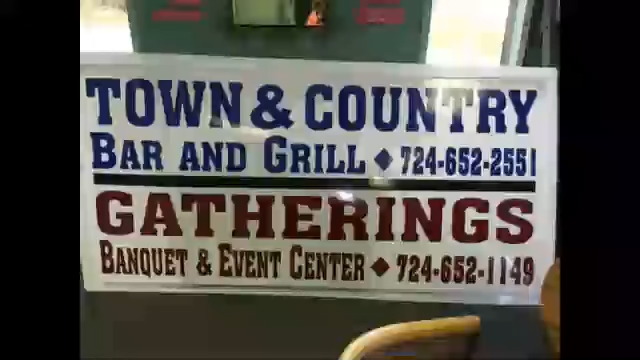 TOWN & COUNTRY
BAR AND GRILL ◆ 724-652-2551
GATHERINGS
BANQUET & EVENT CENTER ◆ 724-652-1149